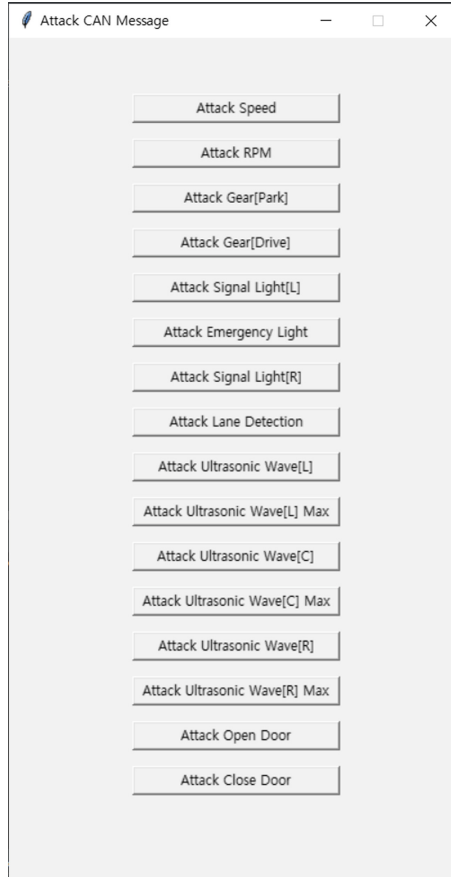 Attack CAN Message
Attack Speed
Attack RPM
Attack Gear[Park]
Attack Gear[Drive]
Attack Signal Light[L]
Attack Emergency Light
Attack Signal Light[R]
Attack Lane Detection
Attack Ultrasonic Wave[L]
Attack Ultrasonic Wave[L] Max
Attack Ultrasonic Wave[C]
Attack Ultrasonic Wave[C] Max
Attack Ultrasonic Wave[R]
Attack Ultrasonic Wave[R] Max
Attack Open Door
Attack Close Door